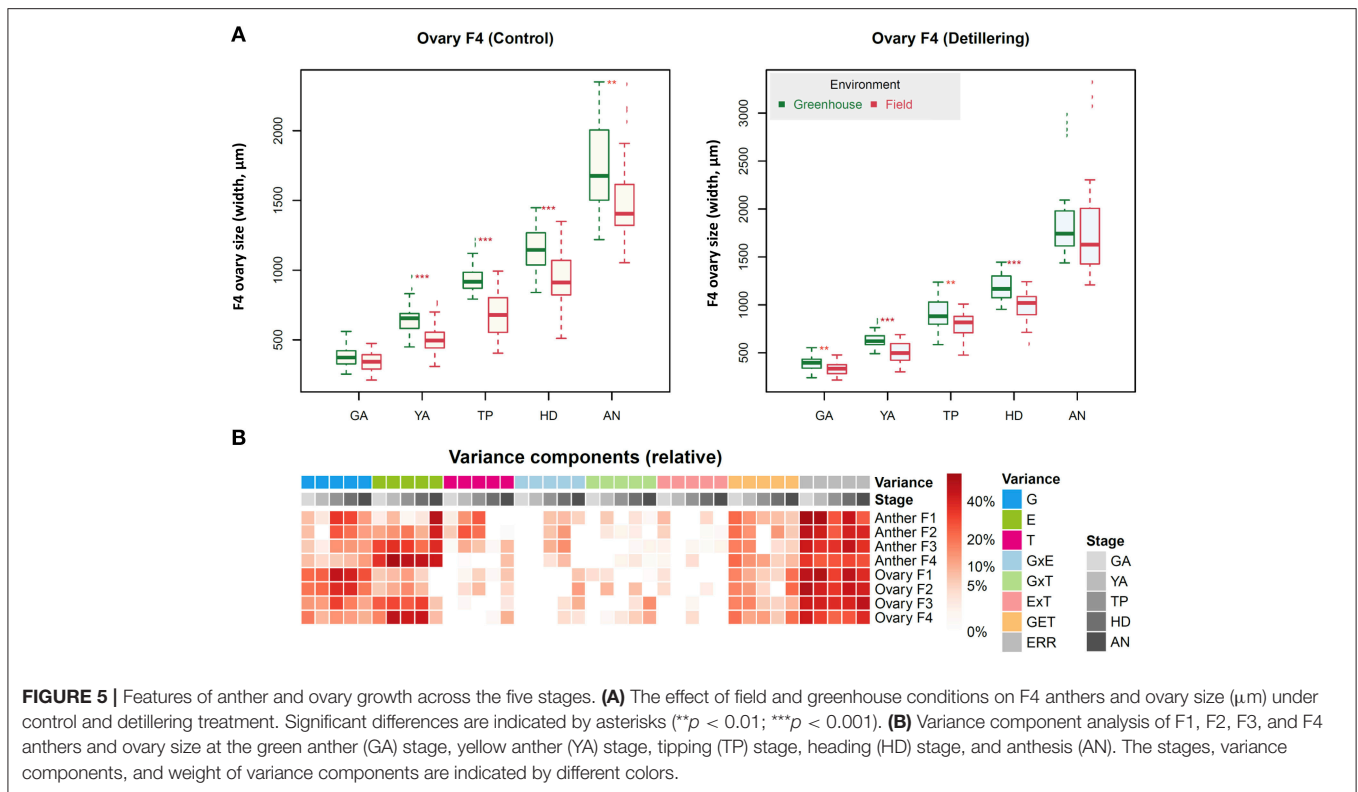 A
Ovary F4 (Control)
Ovary F4 (Detillering)
F4 ovary size (width, μm)
2000
1500
1000
500
**
***
***
***
GA YA TP HD AN
F4 ovary size (width, μm)
3000
2500
2000
1500
1000
500
Environment
Greenhouse Field
**
***
**
***
GA YA TP HD AN
B
Variance components (relative)
Variance
Stage
Anther F1
Anther F2
Anther F3
Anther F4
Ovary F1
Ovary F2
Ovary F3
Ovary F4
40%
20%
10%
5%
0%
Variance
G
E
T
GxE
GxT
ExT
GET
ERR
Stage
GA
YA
TP
HD
AN
FIGURE 5 | Features of anther and ovary growth across the five stages. (A) The effect of field and greenhouse conditions on F4 anthers and ovary size (μm) under
control and detillering treatment. Significant differences are indicated by asterisks (**p < 0.01; ***p < 0.001). (B) Variance component analysis of F1, F2, F3, and F4
anthers and ovary size at the green anther (GA) stage, yellow anther (YA) stage, tipping (TP) stage, heading (HD) stage, and anthesis (AN). The stages, variance
components, and weight of variance components are indicated by different colors.